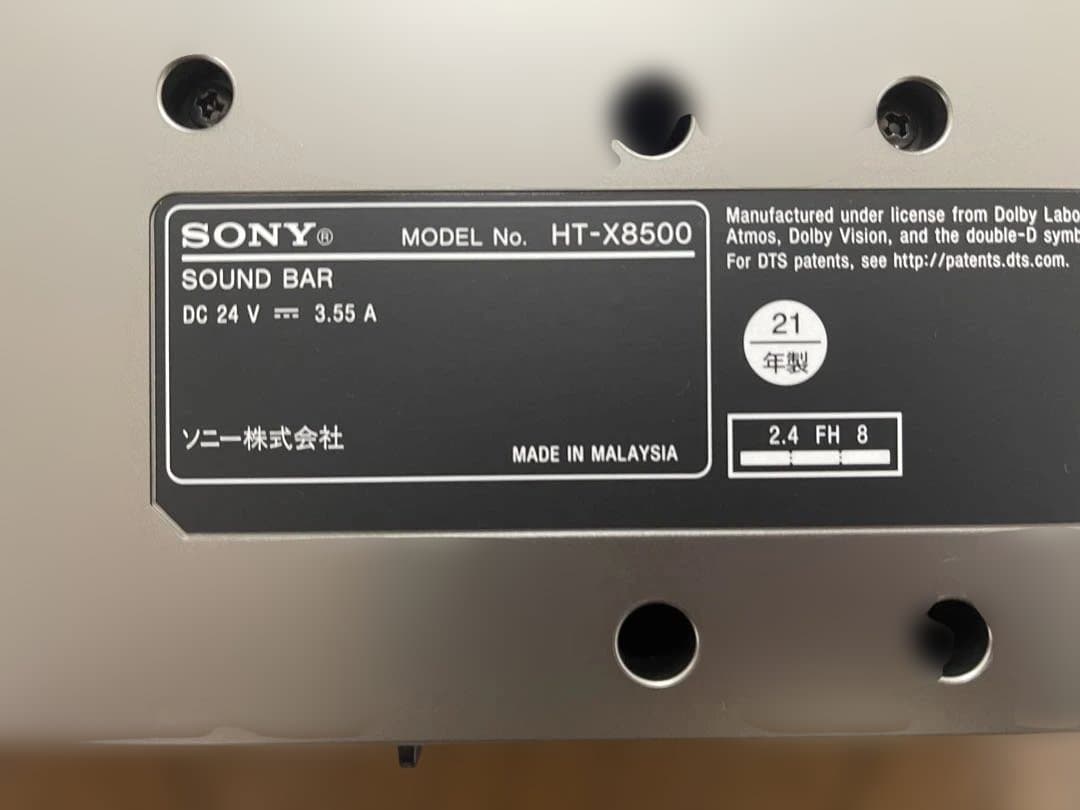 SONY® MODEL No. HT-X8500
SOUND BAR
DC 24 V ⎓ 3.55 A
ソニー株式会社
MADE IN MALAYSIA
Manufactured under license from Dolby Labo
Atmos, Dolby Vision, and the double-D symb
For DTS patents, see http://patents.dts.com.
21
年製
2.4 FH 8